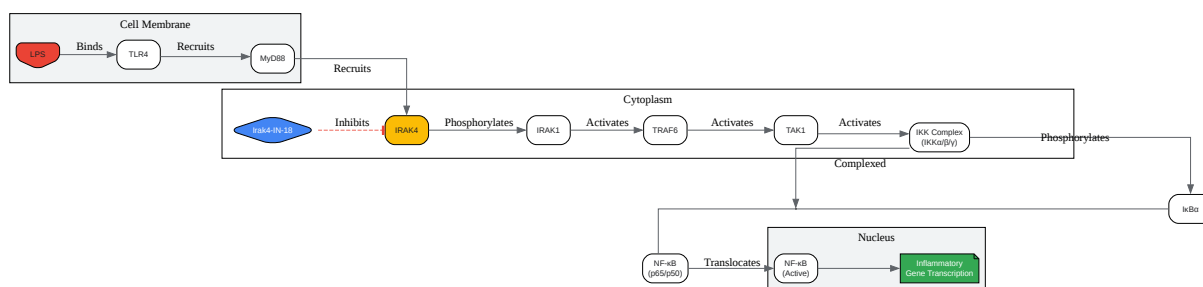 Cell Membrane
LPS
Binds
TLR4
Recruits
MyD88
Recruits
Cytoplasm
Irak4-IN-18
Inhibits
IRAK4
Phosphorylates
IRAK1
Activates
TRAF6
Activates
TAK1
Activates
IKK Complex
(IKKα/β/γ)
Phosphorylates
Complexed
IκBα
Nucleus
NF-κB
(p65/p50)
Translocates
NF-κB
(Active)
Inflammatory
Gene Transcription